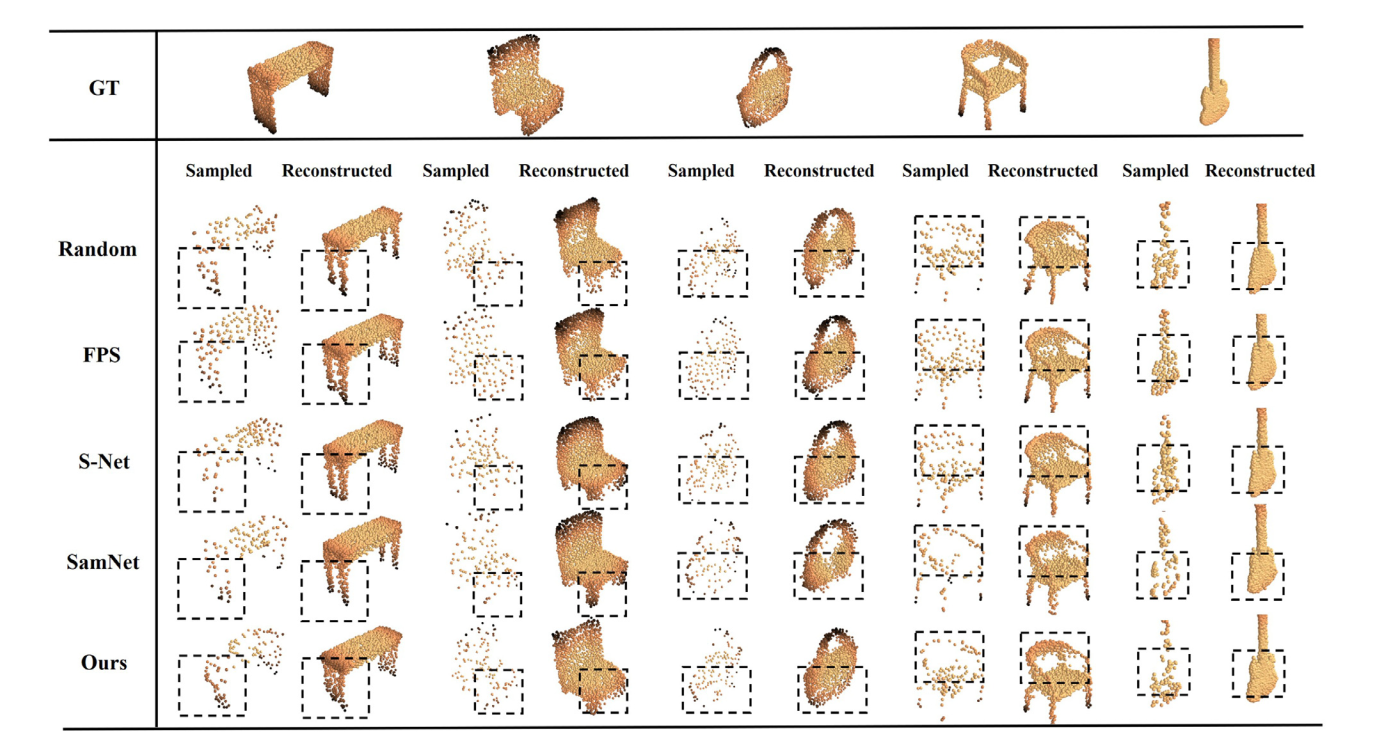 GT
Sampled Reconstructed Sampled Reconstructed Sampled Reconstructed Sampled Reconstructed Sampled Reconstructed
Random
FPS
S-Net
SamNet
Ours